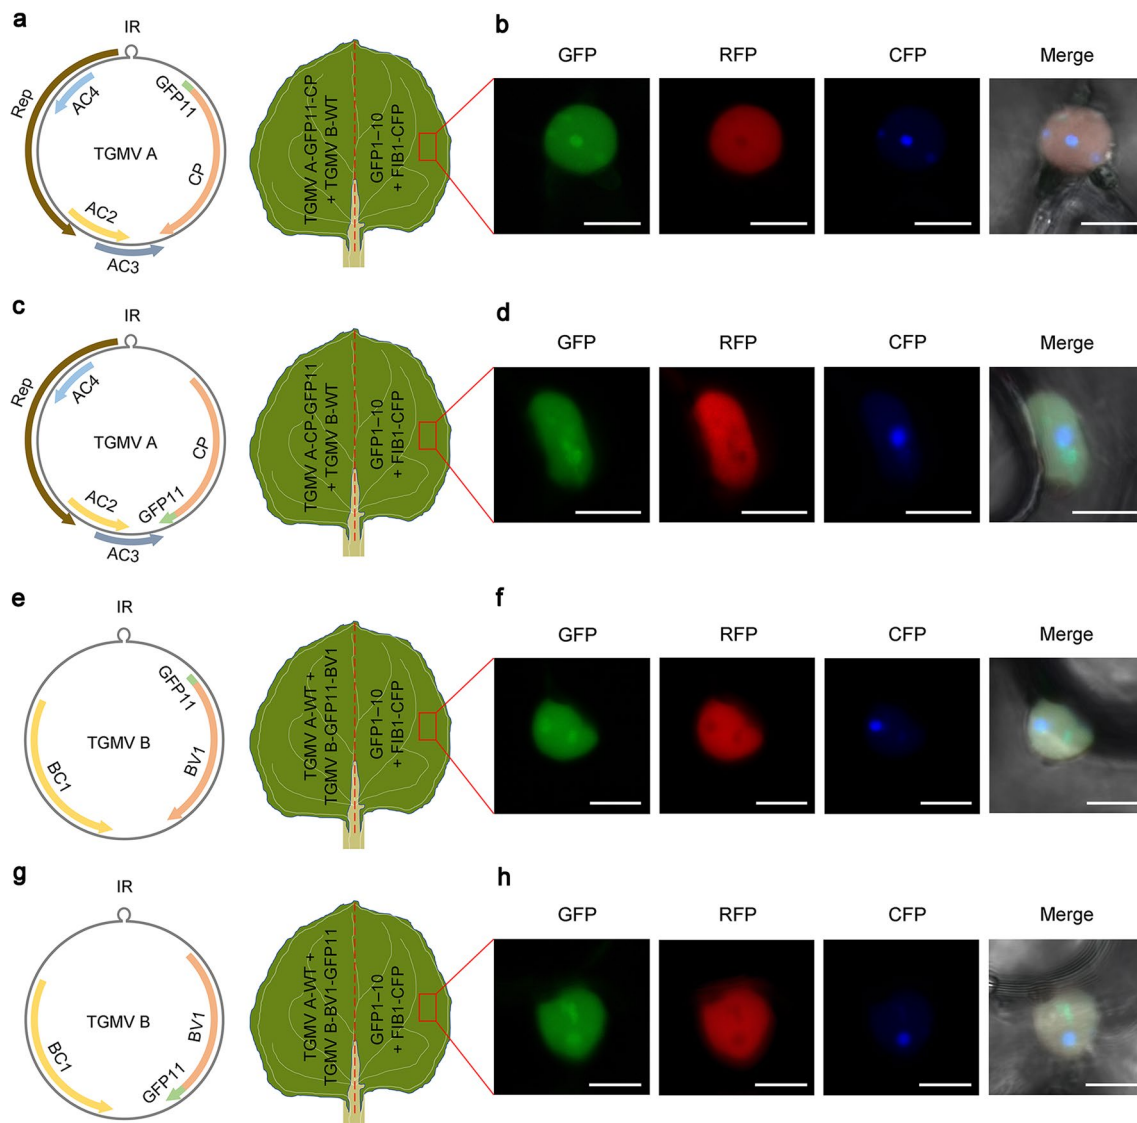 a
IR
Rep
AC4
GFP11
TGMV A
CP
AC2
AC3
TGMV A-GFP11-CP
+ TGMV B-WT
GFP1–10
+ FIB1-CFP
b
GFP
RFP
CFP
Merge
c
IR
Rep
AC4
TGMV A
CP
AC2
GFP11
AC3
TGMV A-CP-GFP11
+ TGMV B-WT
GFP1–10
+ FIB1-CFP
d
GFP
RFP
CFP
Merge
e
IR
GFP11
TGMV B
BC1
BV1
TGMV A-WT +
TGMV B-GFP11-BV1
GFP1–10
+ FIB1-CFP
f
GFP
RFP
CFP
Merge
g
IR
TGMV B
BC1
BV1
GFP11
TGMV A-WT +
TGMV B-BV1-GFP11
GFP1–10
+ FIB1-CFP
h
GFP
RFP
CFP
Merge